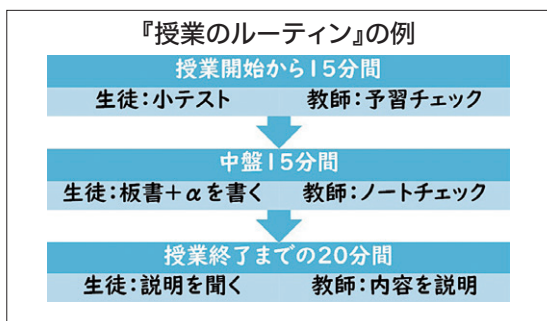 『授業のルーティン』の例
授業開始から15分間
生徒：小テスト 教師：予習チェック
中盤15分間
生徒：板書＋αを書く 教師：ノートチェック
授業終了までの20分間
生徒：説明を聞く 教師：内容を説明